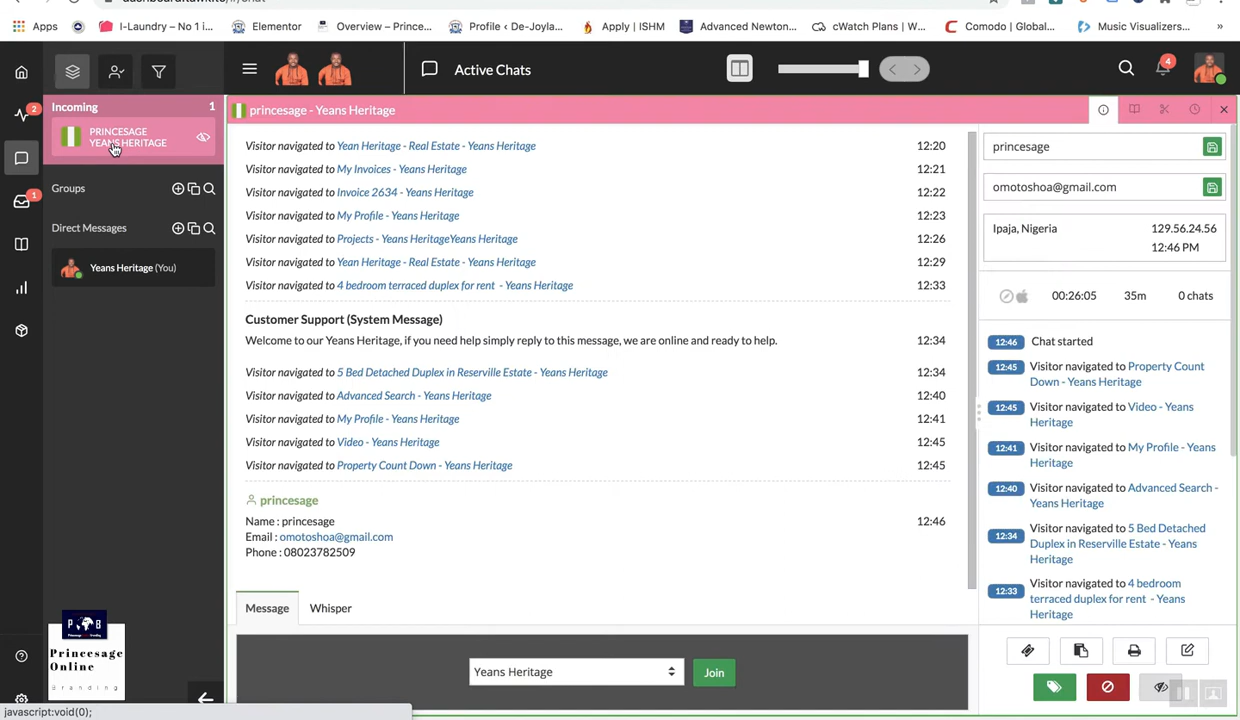 Apps
I-Laundry – No 1 i...
Elementor
Overview – Prince...
Profile ‹ De-Joyla...
Apply | ISHM
Advanced Newton...
cWatch Plans | W...
Comodo | Global...
Music Visualizers...
»
Active Chats
4
2
1
Incoming 1
PRINCESAGE
YEANS HERITAGE
Groups
Direct Messages
Yeans Heritage (You)
princesage - Yeans Heritage
Visitor navigated to Yean Heritage - Real Estate - Yeans Heritage 12:20
Visitor navigated to My Invoices - Yeans Heritage 12:21
Visitor navigated to Invoice 2634 - Yeans Heritage 12:22
Visitor navigated to My Profile - Yeans Heritage 12:23
Visitor navigated to Projects - Yeans HeritageYeans Heritage 12:26
Visitor navigated to Yean Heritage - Real Estate - Yeans Heritage 12:29
Visitor navigated to 4 bedroom terraced duplex for rent - Yeans Heritage 12:33
Customer Support (System Message)
Welcome to our Yeans Heritage, if you need help simply reply to this message, we are online and ready to help. 12:34
Visitor navigated to 5 Bed Detached Duplex in Reserville Estate - Yeans Heritage 12:34
Visitor navigated to Advanced Search - Yeans Heritage 12:40
Visitor navigated to My Profile - Yeans Heritage 12:41
Visitor navigated to Video - Yeans Heritage 12:45
Visitor navigated to Property Count Down - Yeans Heritage 12:45
princesage
Name : princesage 12:46
Email : omotoshoa@gmail.com
Phone : 08023782509
Message Whisper
Yeans Heritage
Join
princesage
omotoshoa@gmail.com
Ipaja, Nigeria 129.56.24.56
12:46 PM
00:26:05 35m 0 chats
12:46 Chat started
12:45 Visitor navigated to Property Count
Down - Yeans Heritage
12:45 Visitor navigated to Video - Yeans
Heritage
12:41 Visitor navigated to My Profile - Yeans
Heritage
12:40 Visitor navigated to Advanced Search -
Yeans Heritage
12:34 Visitor navigated to 5 Bed Detached
Duplex in Reserville Estate - Yeans
Heritage
12:33 Visitor navigated to 4 bedroom
terraced duplex for rent - Yeans
Heritage
P B
Princesage
Online
Branding
javascript:void(0);